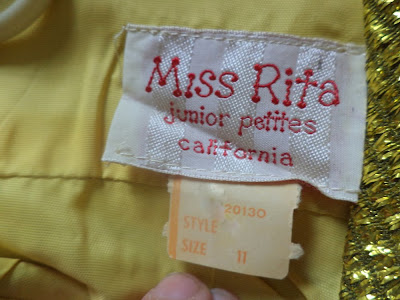 Miss Rita
junior petites
california
20130
STYLE
SIZE 11